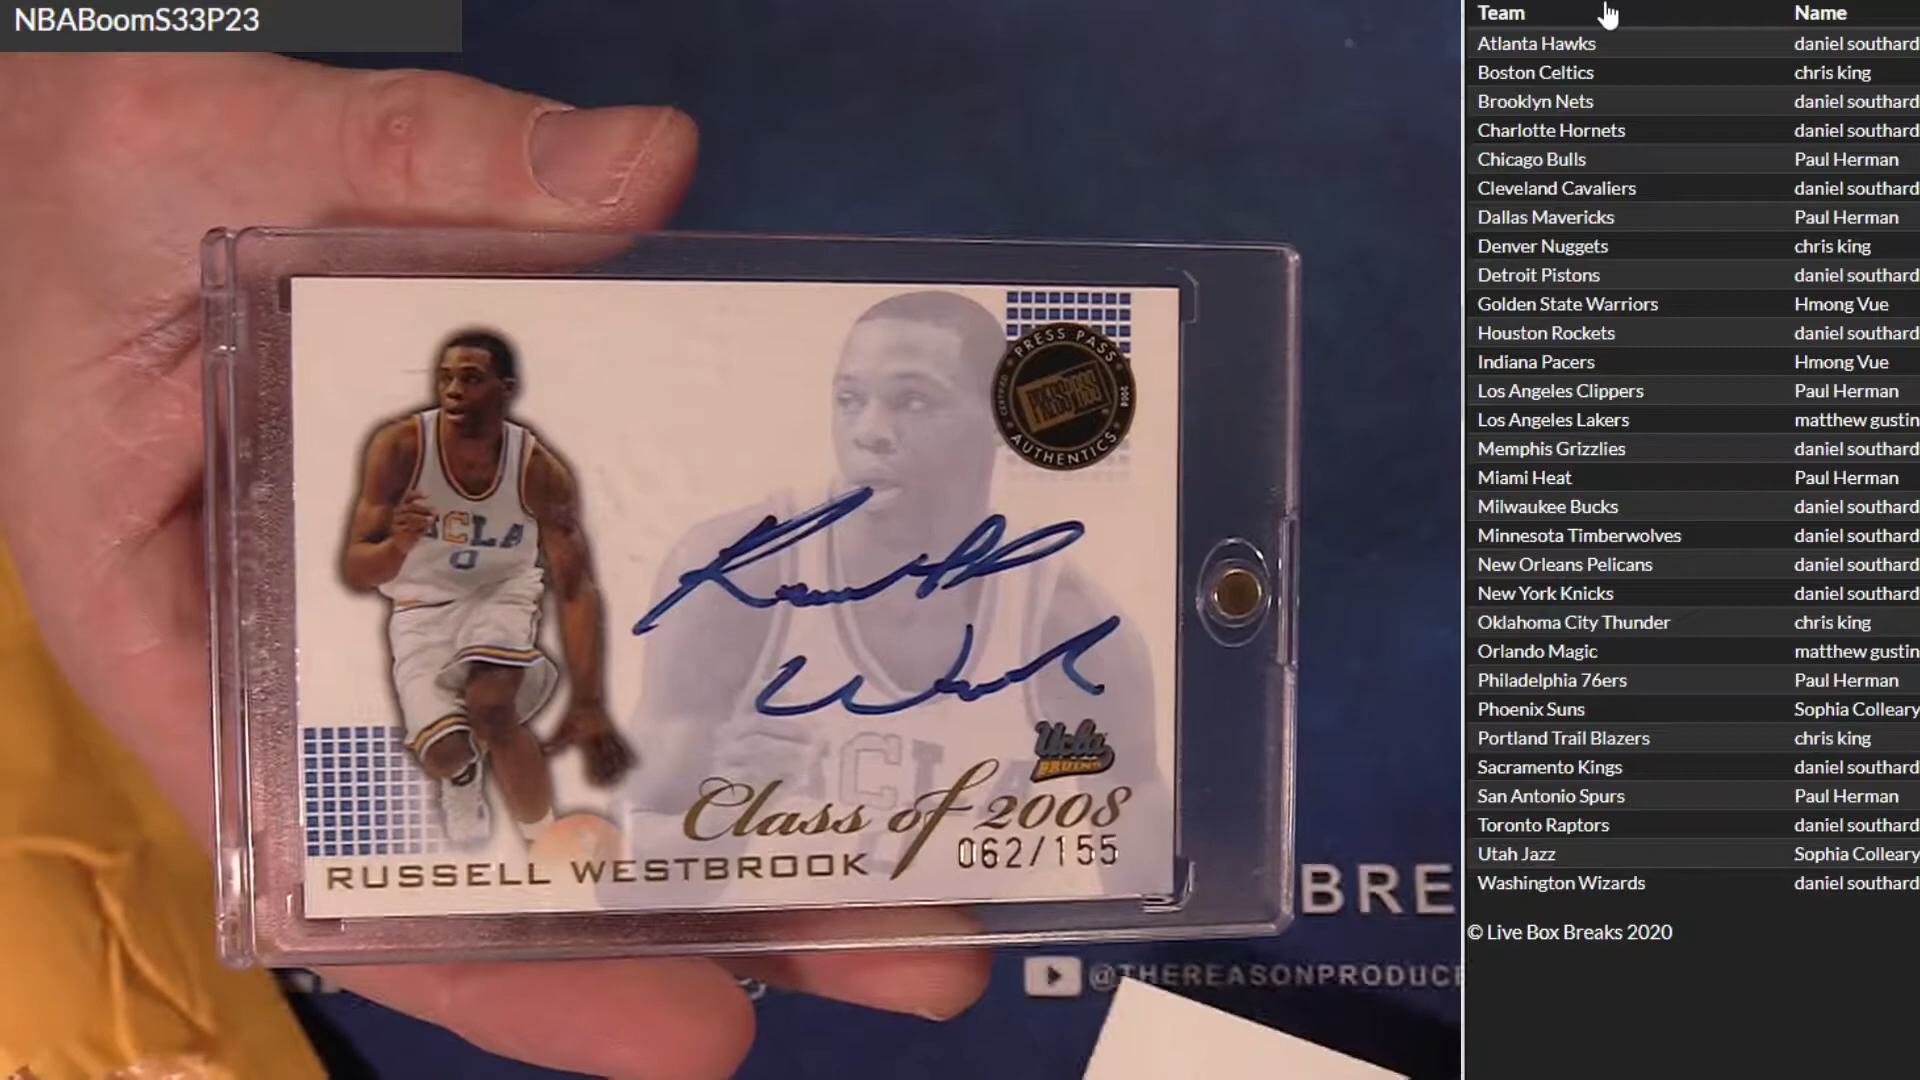 NBABoomS33P23
Team Name
Atlanta Hawks daniel southard
Boston Celtics chris king
Brooklyn Nets daniel southard
Charlotte Hornets daniel southard
Chicago Bulls Paul Herman
Cleveland Cavaliers daniel southard
Dallas Mavericks Paul Herman
Denver Nuggets chris king
Detroit Pistons daniel southard
Golden State Warriors Hmong Vue
Houston Rockets daniel southard
Indiana Pacers Hmong Vue
Los Angeles Clippers Paul Herman
Los Angeles Lakers matthew gustin
Memphis Grizzlies daniel southard
Miami Heat Paul Herman
Milwaukee Bucks daniel southard
Minnesota Timberwolves daniel southard
New Orleans Pelicans daniel southard
New York Knicks daniel southard
Oklahoma City Thunder chris king
Orlando Magic matthew gustin
Philadelphia 76ers Paul Herman
Phoenix Suns Sophia Colleary
Portland Trail Blazers chris king
Sacramento Kings daniel southard
San Antonio Spurs Paul Herman
Toronto Raptors daniel southard
Utah Jazz Sophia Colleary
Washington Wizards daniel southard
© Live Box Breaks 2020
PRESS PASS
CERTIFIED
2008
AUTHENTICS
UCLA
0
Ucla
BRUINS
Class of 2008
062/155
RUSSELL WESTBROOK
BRE
@THEREASONPRODUC